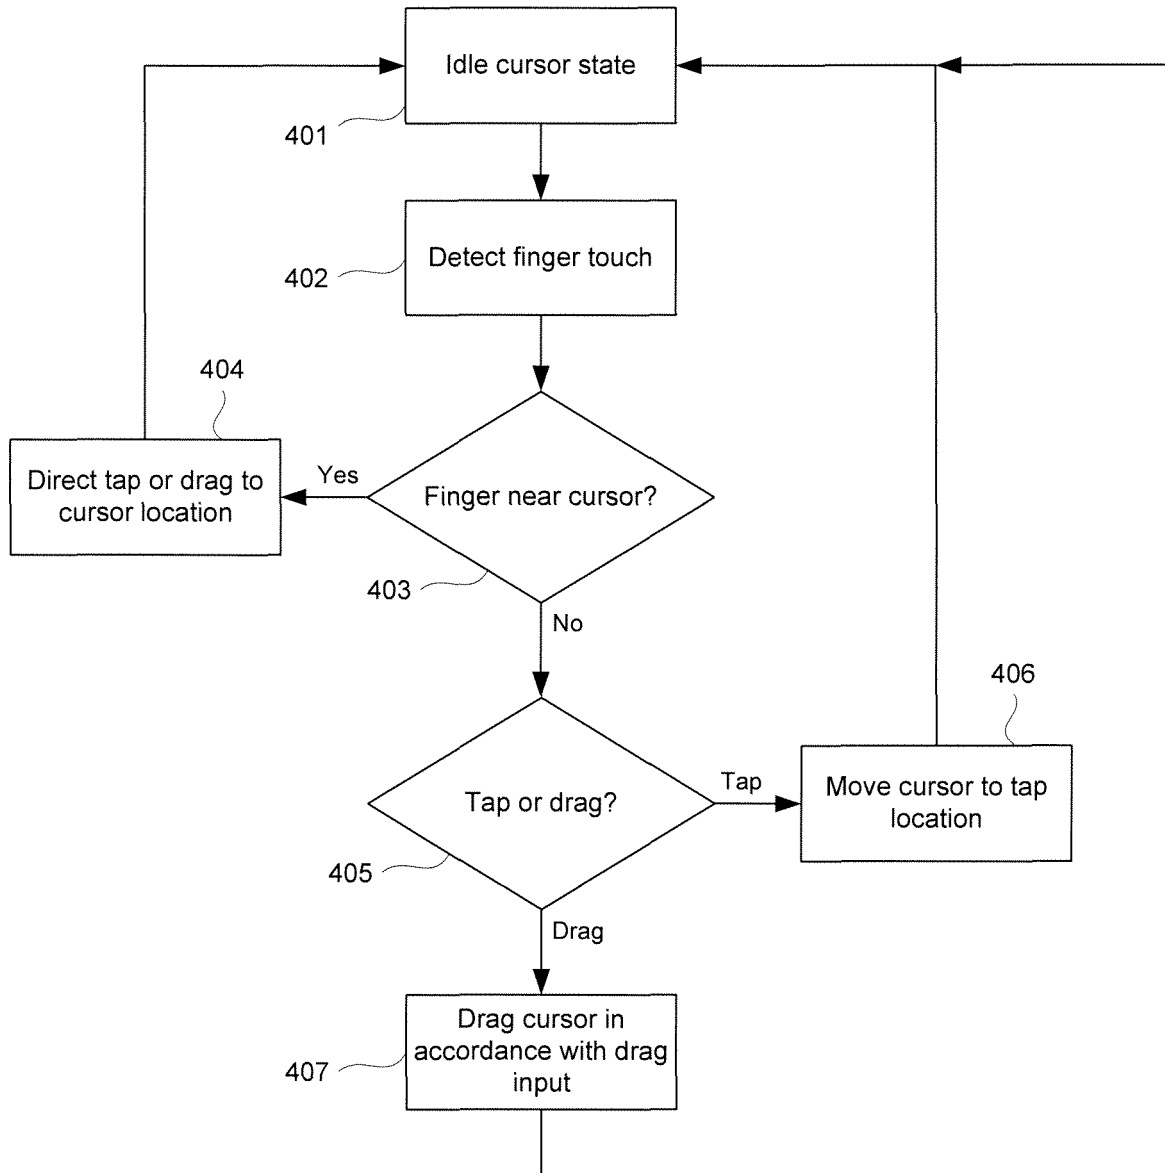 Idle cursor state
401
Detect finger touch
402
404
Direct tap or drag to
cursor location
Yes
Finger near cursor?
403
No
406
Tap or drag?
Tap
Move cursor to tap
location
405
Drag
Drag cursor in
accordance with drag
input
407